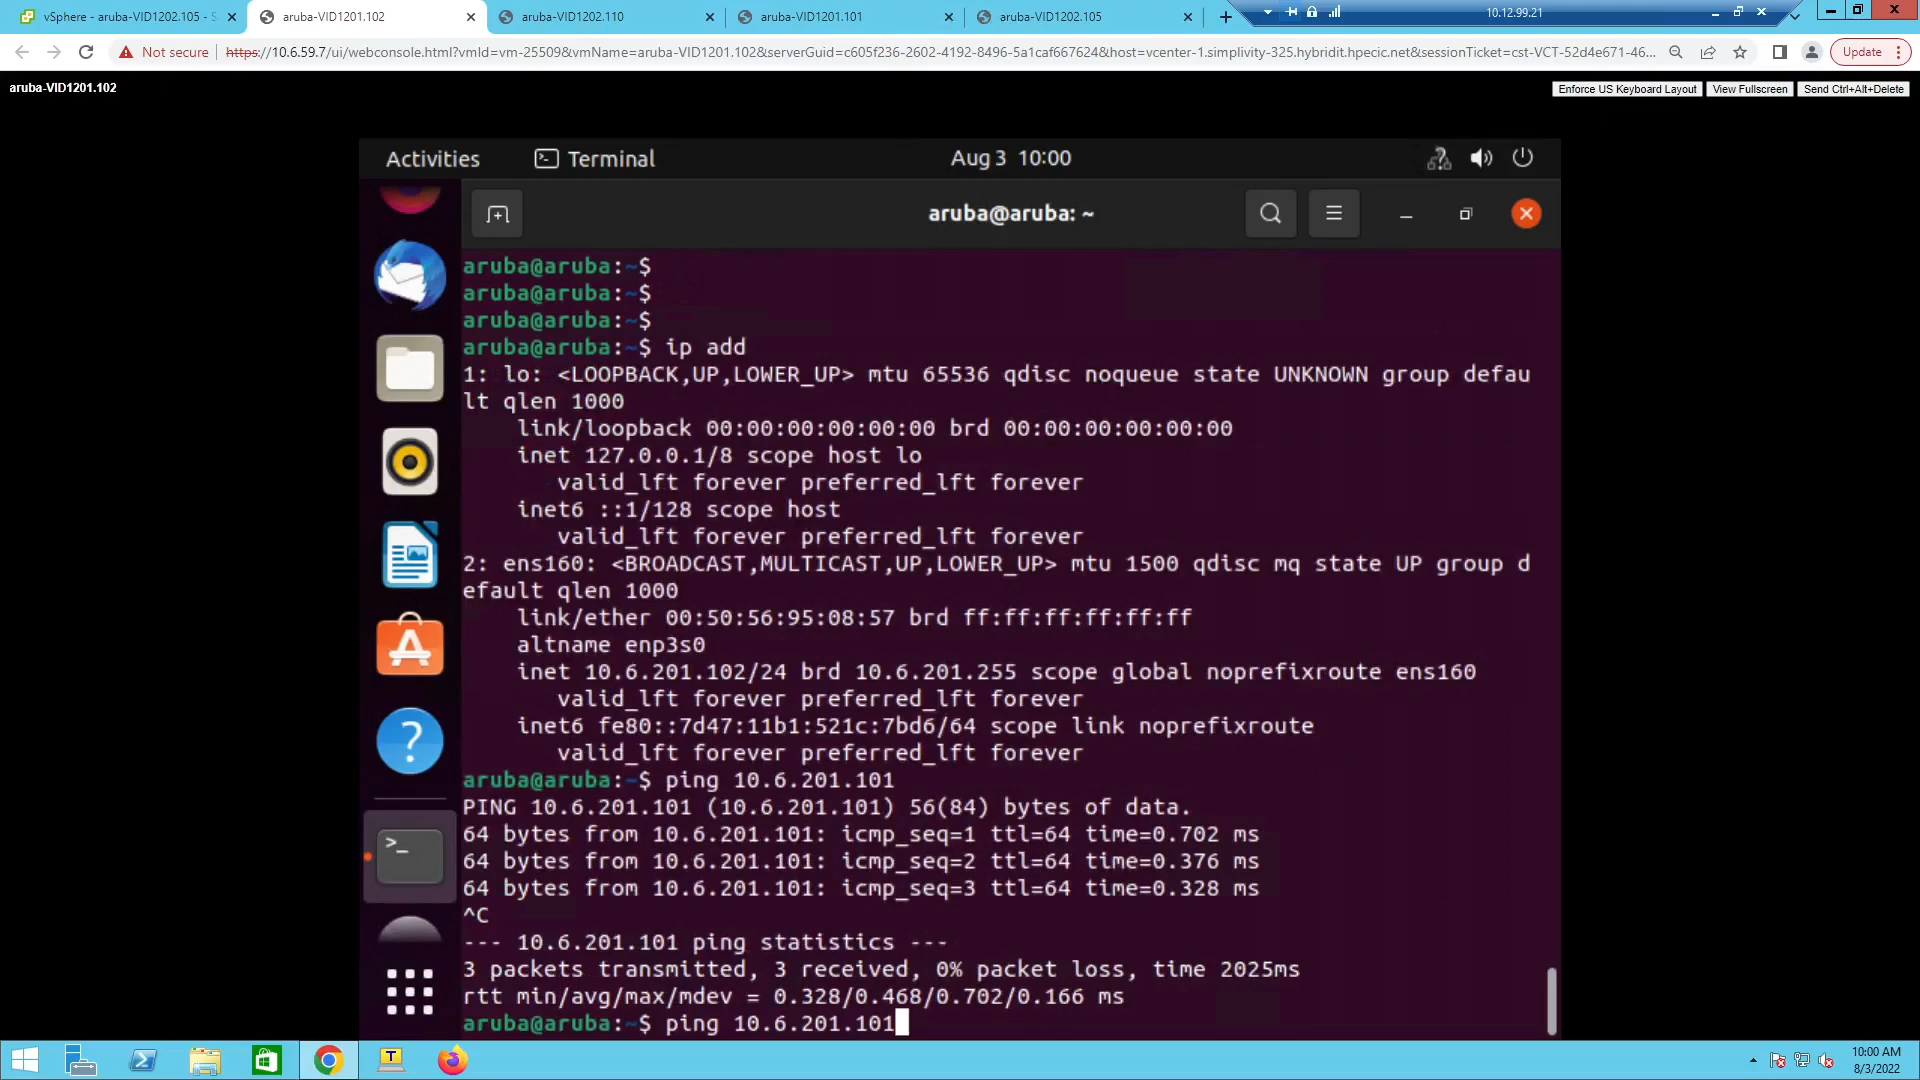 vSphere - aruba-VID1202.105 - S
aruba-VID1201.102
aruba-VID1202.110
aruba-VID1201.101
aruba-VID1202.105
10.12.99.21
Not secure
https://10.6.59.7/ui/webconsole.html?vmId=vm-25509&vmName=aruba-VID1201.102&serverGuid=c605f236-2602-4192-8496-5a1caf667624&host=vcenter-1.simplivity-325.hybridit.hpecic.net&sessionTicket=cst-VCT-52d4e671-46...
Update
aruba-VID1201.102
Enforce US Keyboard Layout
View Fullscreen
Send Ctrl+Alt+Delete
Activities
Terminal
Aug 3 10:00
aruba@aruba: ~
aruba@aruba:~$
aruba@aruba:~$
aruba@aruba:~$
aruba@aruba:~$ ip add
1: lo: <LOOPBACK,UP,LOWER_UP> mtu 65536 qdisc noqueue state UNKNOWN group defau
lt qlen 1000
link/loopback 00:00:00:00:00:00 brd 00:00:00:00:00:00
inet 127.0.0.1/8 scope host lo
valid_lft forever preferred_lft forever
inet6 ::1/128 scope host
valid_lft forever preferred_lft forever
2: ens160: <BROADCAST,MULTICAST,UP,LOWER_UP> mtu 1500 qdisc mq state UP group d
efault qlen 1000
link/ether 00:50:56:95:08:57 brd ff:ff:ff:ff:ff:ff
altname enp3s0
inet 10.6.201.102/24 brd 10.6.201.255 scope global noprefixroute ens160
valid_lft forever preferred_lft forever
inet6 fe80::7d47:11b1:521c:7bd6/64 scope link noprefixroute
valid_lft forever preferred_lft forever
aruba@aruba:~$ ping 10.6.201.101
PING 10.6.201.101 (10.6.201.101) 56(84) bytes of data.
64 bytes from 10.6.201.101: icmp_seq=1 ttl=64 time=0.702 ms
64 bytes from 10.6.201.101: icmp_seq=2 ttl=64 time=0.376 ms
64 bytes from 10.6.201.101: icmp_seq=3 ttl=64 time=0.328 ms
^C
--- 10.6.201.101 ping statistics ---
3 packets transmitted, 3 received, 0% packet loss, time 2025ms
rtt min/avg/max/mdev = 0.328/0.468/0.702/0.166 ms
aruba@aruba:~$ ping 10.6.201.101
10:00 AM
8/3/2022